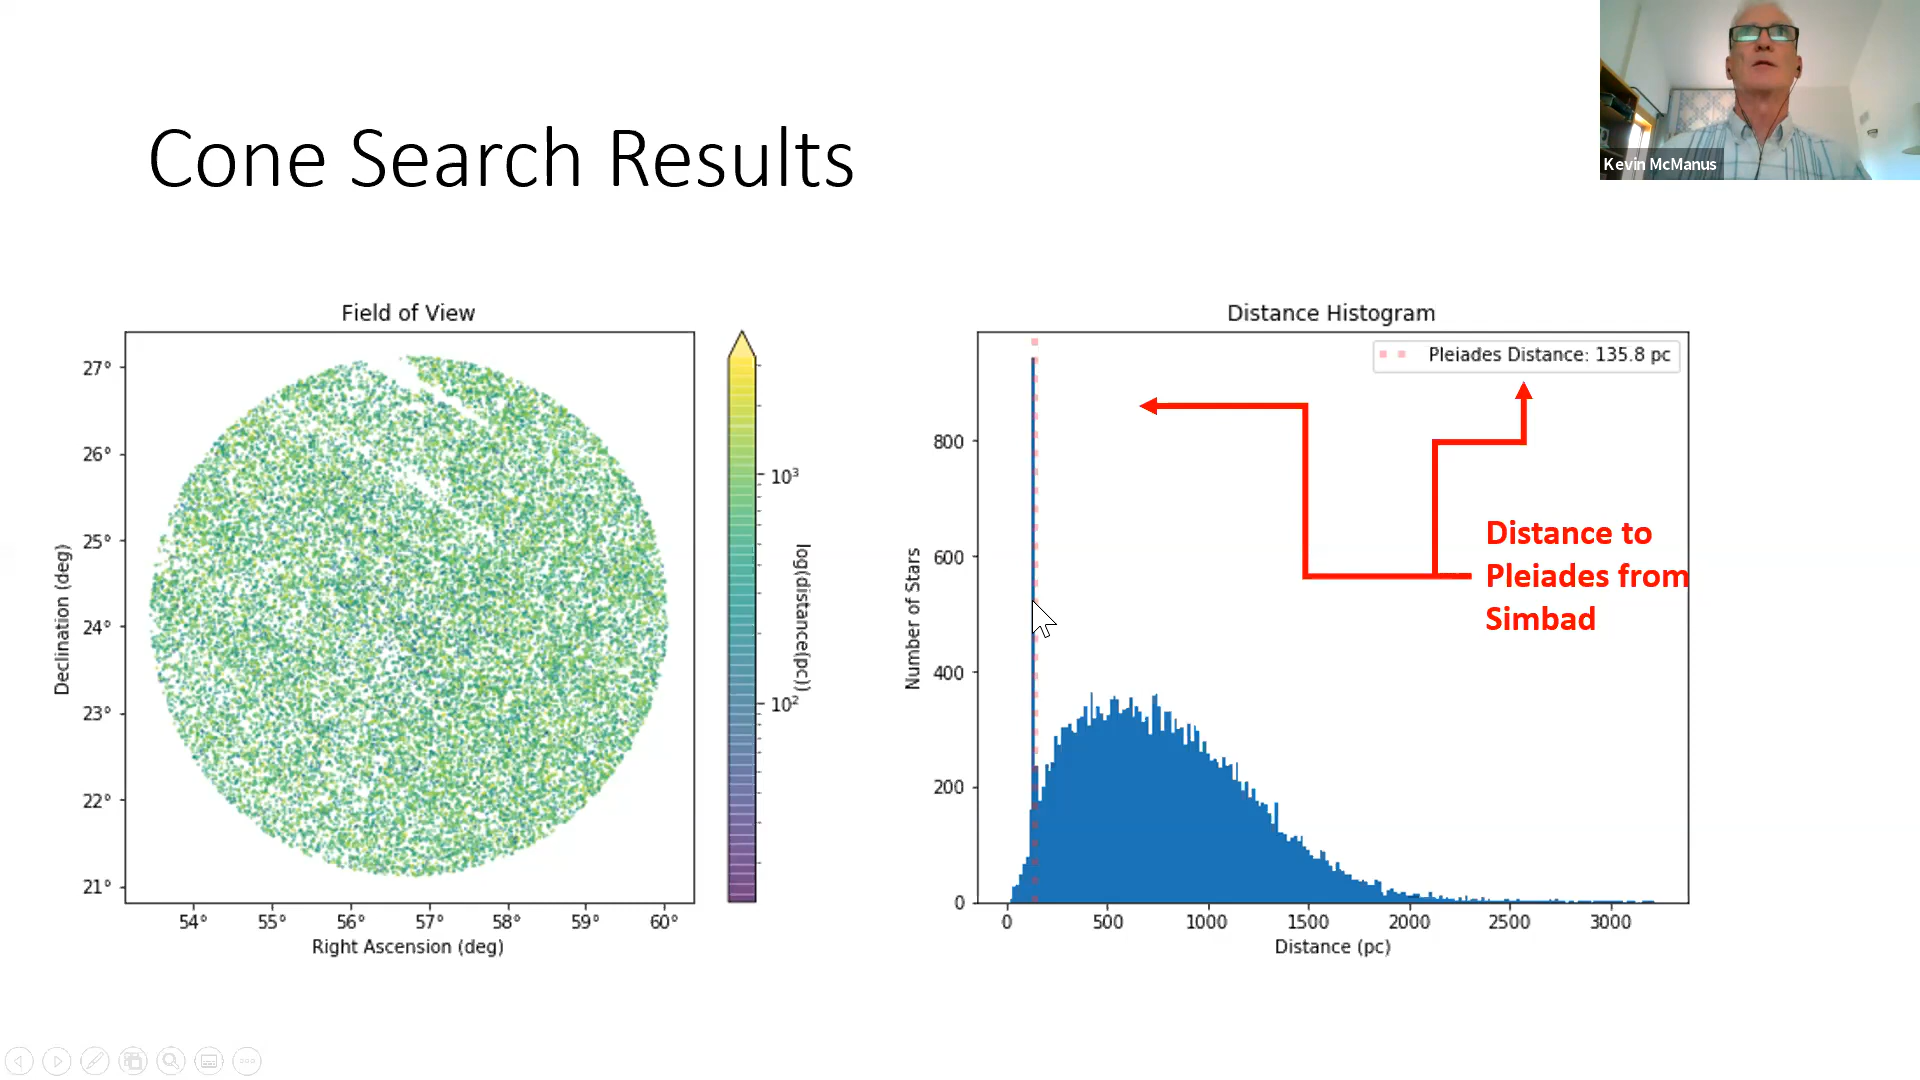 Cone Search Results
Kevin McManus
Field of View
27°
26°
25°
24°
23°
22°
21°
Declination (deg)
54°
55°
56°
57°
58°
59°
60°
Right Ascension (deg)
10³
10²
log(distance(pc))
Distance Histogram
Pleiades Distance: 135.8 pc
800
600
400
200
0
Number of Stars
Distance to
Pleiades from
Simbad
0
500
1000
1500
2000
2500
3000
Distance (pc)